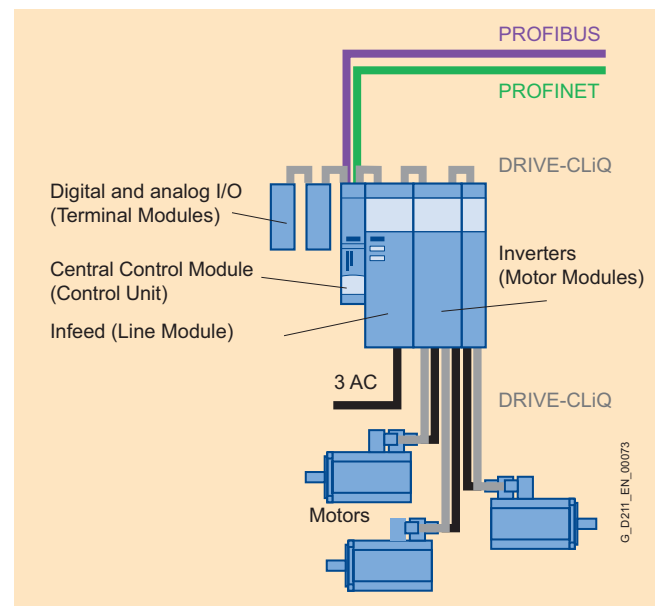 PROFIBUS
PROFINET
DRIVE-CLiQ
Digital and analog I/O
(Terminal Modules)
Central Control Module
(Control Unit)
Infeed (Line Module)
Inverters
(Motor Modules)
3 AC
DRIVE-CLiQ
Motors
G_D211_EN_00073